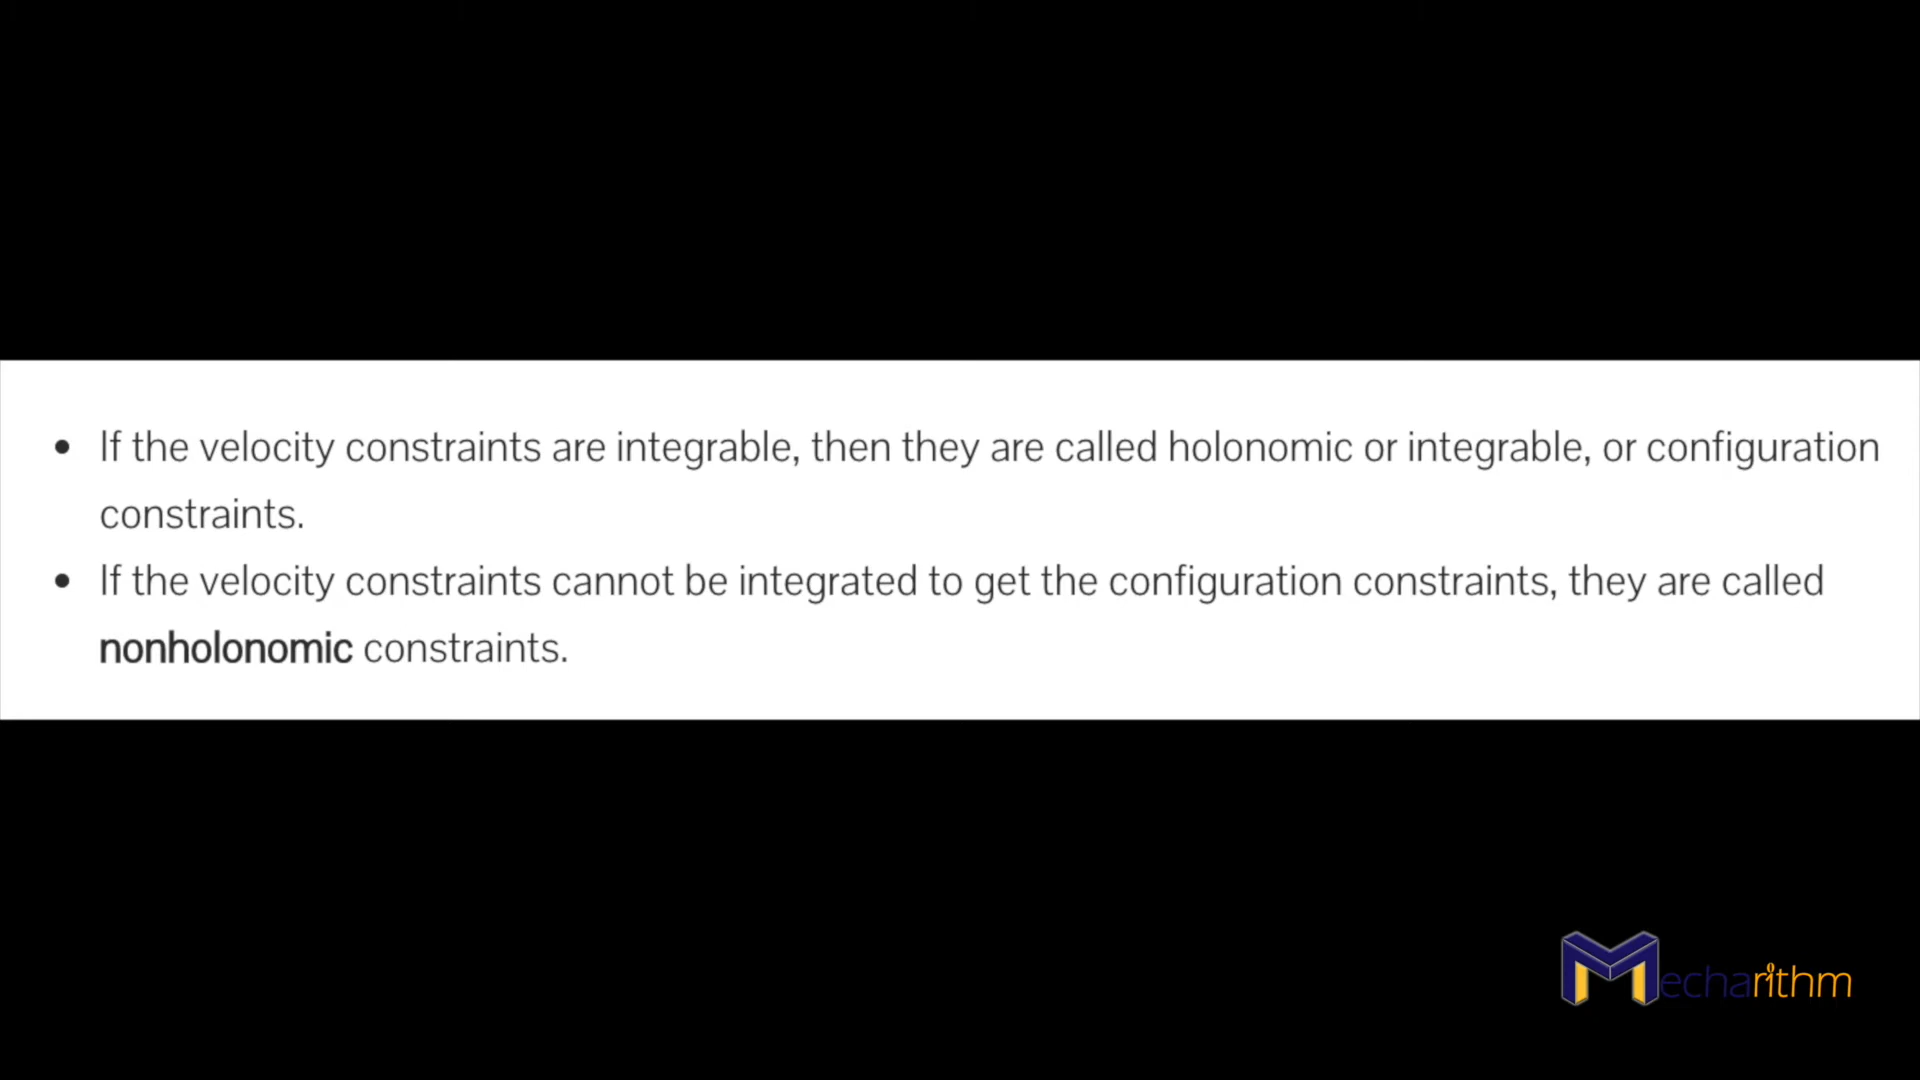 • If the velocity constraints are integrable, then they are called holonomic or integrable, or configuration
constraints.
• If the velocity constraints cannot be integrated to get the configuration constraints, they are called
nonholonomic constraints.
Mecharithm